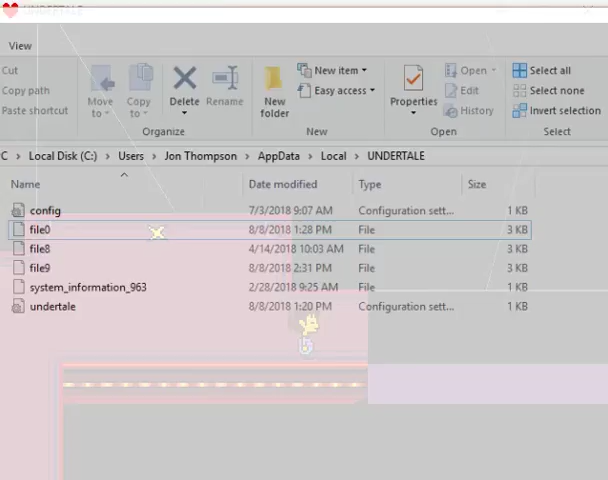 UNDERTALE
View
Cut
Copy path
Paste shortcut
Move to
Copy to
Delete
Rename
New folder
New item
Easy access
Properties
Open
Edit
History
Select all
Select none
Invert selection
Organize
New
Open
Select
C > Local Disk (C:) > Users > Jon Thompson > AppData > Local > UNDERTALE
Name Date modified Type Size
config 7/3/2018 9:07 AM Configuration sett... 1 KB
file0 8/8/2018 1:28 PM File 3 KB
file8 4/14/2018 10:03 AM File 3 KB
file9 8/8/2018 2:31 PM File 3 KB
system_information_963 2/28/2018 9:25 AM File 1 KB
undertale 8/8/2018 1:20 PM Configuration sett... 1 KB